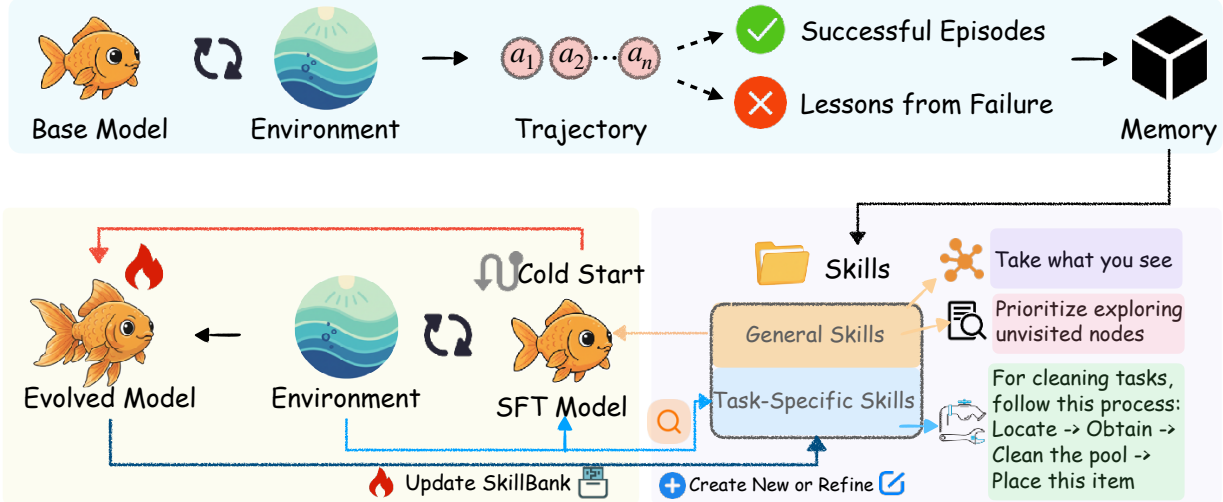 Base Model
Environment
a1 a2 ... an
Trajectory
Successful Episodes
Lessons from Failure
Memory
Cold Start
Evolved Model
Environment
SFT Model
Update SkillBank
Skills
General Skills
Task-Specific Skills
Take what you see
Prioritize exploring
unvisited nodes
For cleaning tasks,
follow this process:
Locate -> Obtain ->
Clean the pool ->
Place this item
Create New or Refine